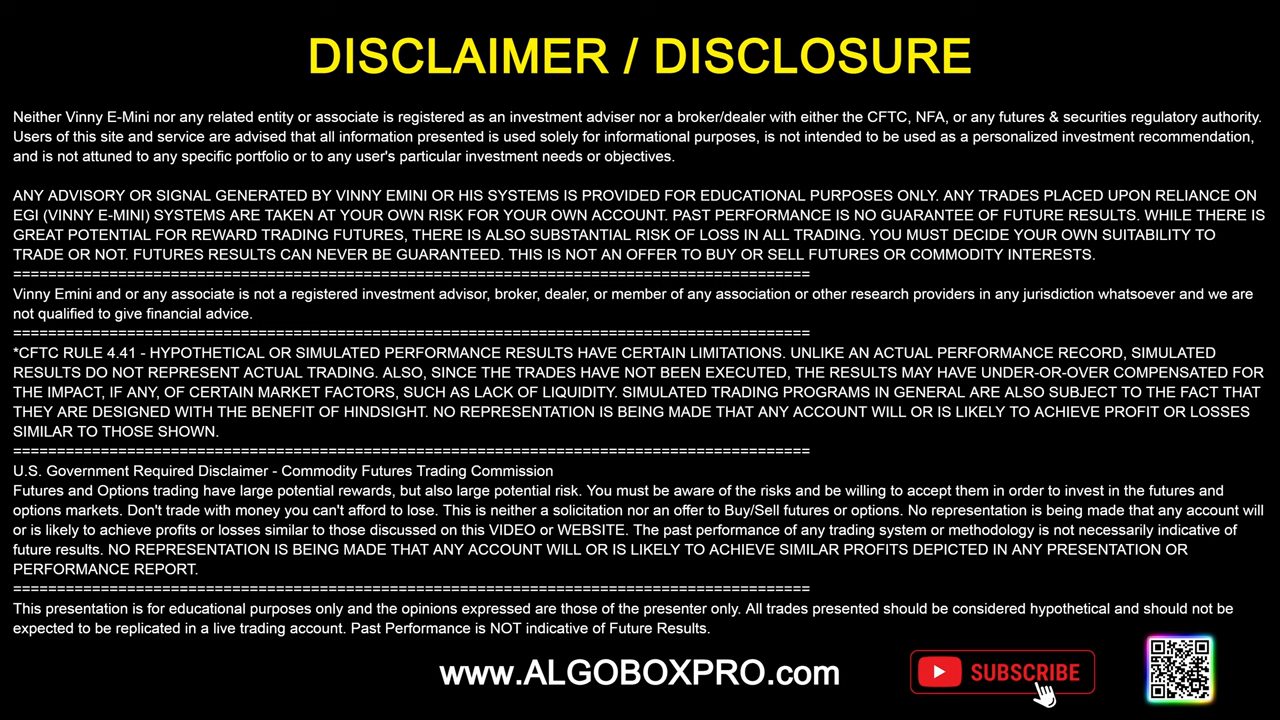 DISCLAIMER / DISCLOSURE
Neither Vinny E-Mini nor any related entity or associate is registered as an investment adviser nor a broker/dealer with either the CFTC, NFA, or any futures & securities regulatory authority.
Users of this site and service are advised that all information presented is used solely for informational purposes, is not intended to be used as a personalized investment recommendation,
and is not attuned to any specific portfolio or to any user's particular investment needs or objectives.
ANY ADVISORY OR SIGNAL GENERATED BY VINNY EMINI OR HIS SYSTEMS IS PROVIDED FOR EDUCATIONAL PURPOSES ONLY. ANY TRADES PLACED UPON RELIANCE ON
EGI (VINNY E-MINI) SYSTEMS ARE TAKEN AT YOUR OWN RISK FOR YOUR OWN ACCOUNT. PAST PERFORMANCE IS NO GUARANTEE OF FUTURE RESULTS. WHILE THERE IS
GREAT POTENTIAL FOR REWARD TRADING FUTURES, THERE IS ALSO SUBSTANTIAL RISK OF LOSS IN ALL TRADING. YOU MUST DECIDE YOUR OWN SUITABILITY TO
TRADE OR NOT. FUTURES RESULTS CAN NEVER BE GUARANTEED. THIS IS NOT AN OFFER TO BUY OR SELL FUTURES OR COMMODITY INTERESTS.
===========================================================================================
Vinny Emini and or any associate is not a registered investment advisor, broker, dealer, or member of any association or other research providers in any jurisdiction whatsoever and we are
not qualified to give financial advice.
===========================================================================================
*CFTC RULE 4.41 - HYPOTHETICAL OR SIMULATED PERFORMANCE RESULTS HAVE CERTAIN LIMITATIONS. UNLIKE AN ACTUAL PERFORMANCE RECORD, SIMULATED
RESULTS DO NOT REPRESENT ACTUAL TRADING. ALSO, SINCE THE TRADES HAVE NOT BEEN EXECUTED, THE RESULTS MAY HAVE UNDER-OR-OVER COMPENSATED FOR
THE IMPACT, IF ANY, OF CERTAIN MARKET FACTORS, SUCH AS LACK OF LIQUIDITY. SIMULATED TRADING PROGRAMS IN GENERAL ARE ALSO SUBJECT TO THE FACT THAT
THEY ARE DESIGNED WITH THE BENEFIT OF HINDSIGHT. NO REPRESENTATION IS BEING MADE THAT ANY ACCOUNT WILL OR IS LIKELY TO ACHIEVE PROFIT OR LOSSES
SIMILAR TO THOSE SHOWN.
===========================================================================================
U.S. Government Required Disclaimer - Commodity Futures Trading Commission
Futures and Options trading have large potential rewards, but also large potential risk. You must be aware of the risks and be willing to accept them in order to invest in the futures and
options markets. Don't trade with money you can't afford to lose. This is neither a solicitation nor an offer to Buy/Sell futures or options. No representation is being made that any account will
or is likely to achieve profits or losses similar to those discussed on this VIDEO or WEBSITE. The past performance of any trading system or methodology is not necessarily indicative of
future results. NO REPRESENTATION IS BEING MADE THAT ANY ACCOUNT WILL OR IS LIKELY TO ACHIEVE SIMILAR PROFITS DEPICTED IN ANY PRESENTATION OR
PERFORMANCE REPORT.
===========================================================================================
This presentation is for educational purposes only and the opinions expressed are those of the presenter only. All trades presented should be considered hypothetical and should not be
expected to be replicated in a live trading account. Past Performance is NOT indicative of Future Results.
www.ALGOBOXPRO.com
SUBSCRIBE